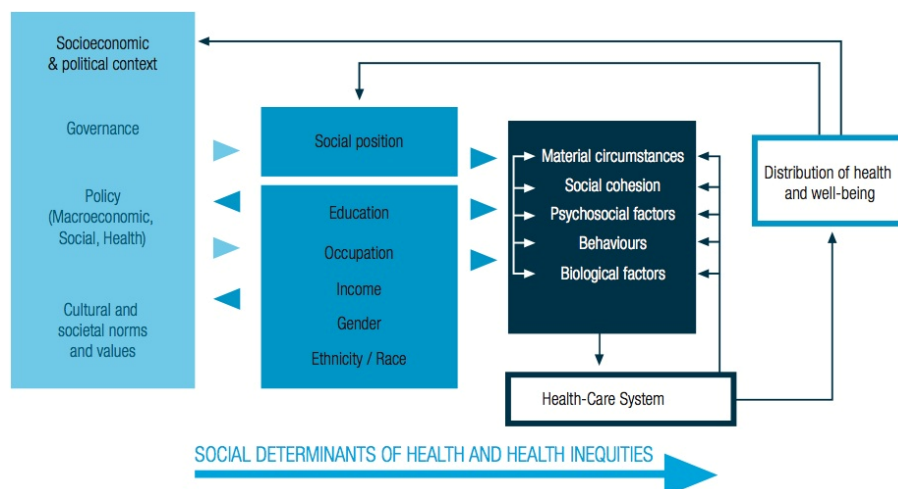 Socioeconomic
& political context
Governance
Policy
(Macroeconomic,
Social, Health)
Cultural and
societal norms
and values
Social position
Education
Occupation
Income
Gender
Ethnicity / Race
Material circumstances
Social cohesion
Psychosocial factors
Behaviours
Biological factors
Health-Care System
Distribution of health
and well-being
SOCIAL DETERMINANTS OF HEALTH AND HEALTH INEQUITIES